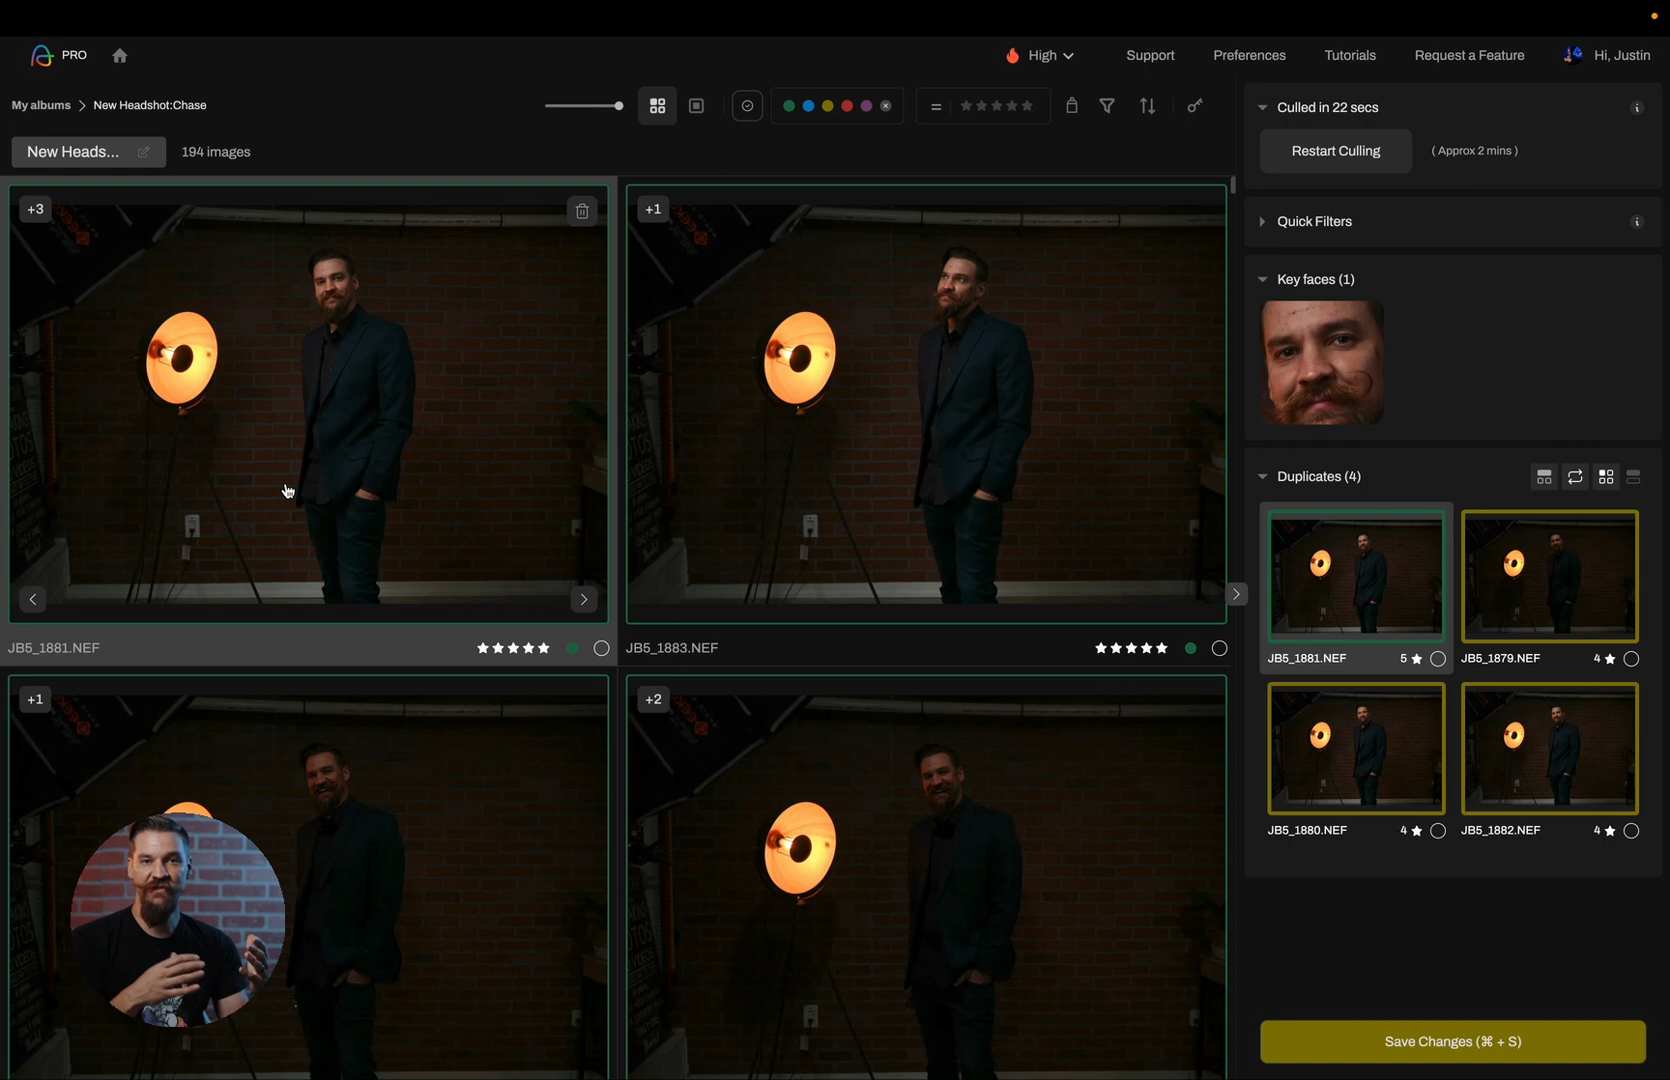 PRO
High
Support
Preferences
Tutorials
Request a Feature
Hi, Justin
My albums > New Headshot:Chase
New Heads...
194 images
Culled in 22 secs
Restart Culling
( Approx 2 mins )
Quick Filters
Key faces (1)
Duplicates (4)
+3
+1
JB5_1881.NEF
JB5_1883.NEF
+1
+2
JB5_1881.NEF 5
JB5_1879.NEF 4
JB5_1880.NEF 4
JB5_1882.NEF 4
Save Changes (⌘ + S)